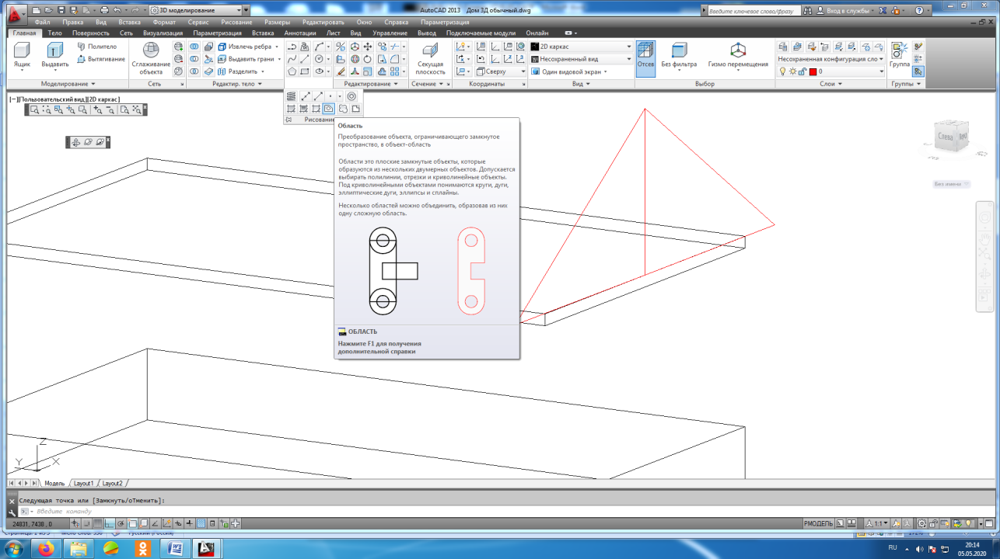 3D моделирование
AutoCAD 2013 Дом 3Д обычный.dwg
Введите ключевое слово/фразу
Вход в службы
Файл Правка Вид Вставка Формат Сервис Рисование Размеры Редактировать Окно Справка Параметризация
Главная Тело Поверхность Сеть Визуализация Параметризация Вставка Аннотации Лист Вид Управление Вывод Подключаемые модули Онлайн
Ящик
Выдавить
Политело
Вытягивание
Сглаживание
объекта
Извлечь ребра
Выдавить грани
Разделить
Секущая
плоскость
Сверху
2D каркас
Несохраненный вид
Один видовой экран
Отсев
Без фильтра
Гизмо перемещения
Несохраненная конфигурация сло
0
Группа
Моделирование Сеть Редактир. тело Редактирование Сечение Координаты Вид Выбор Слои Группы
[−][Пользовательский вид][2D каркас]
Рисование
Область
Преобразование объекта, ограничивающего замкнутое
пространство, в объект-область
Области это плоские замкнутые объекты, которые
образуются из нескольких двумерных объектов. Допускается
выбирать полилинии, отрезки и криволинейные объекты.
Под криволинейными объектами понимаются круги, дуги,
эллиптические дуги, эллипсы и сплайны.
Несколько областей можно объединить, образовав из них
одну сложную область.
ОБЛАСТЬ
Нажмите F1 для получения
дополнительной справки
Слева
Без имени
Z
Y
X
Модель Layout1 Layout2
Следующая точка или [Замкнуть/оТменить]:
Введите команду
24831, 7438 , 0
РМОДЕЛЬ
1:1
RU
20:14
05.05.2020